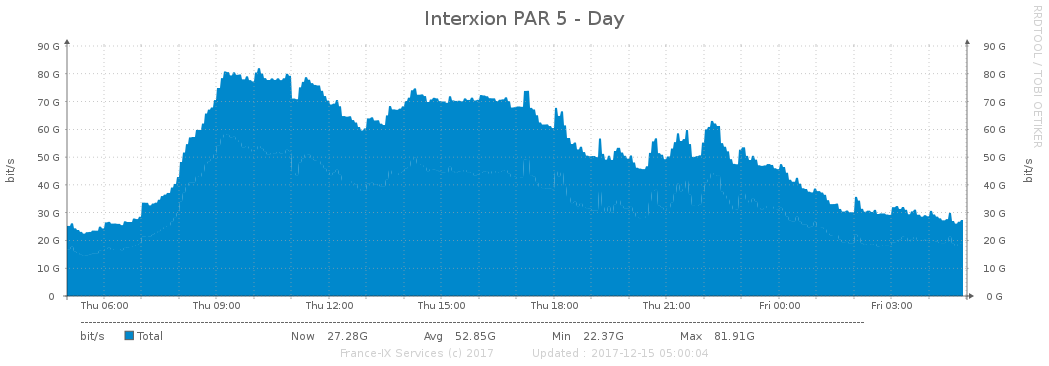 Interxion PAR 5 - Day
RRDTOOL / TOBI OETIKER
bit/s
90 G 90 G
80 G 80 G
70 G 70 G
60 G 60 G
50 G 50 G
40 G 40 G
30 G 30 G
20 G 20 G
10 G 10 G
0 0 G
bit/s
Thu 06:00 Thu 09:00 Thu 12:00 Thu 15:00 Thu 18:00 Thu 21:00 Fri 00:00 Fri 03:00
bit/s Total Now 27.28G Avg 52.85G Min 22.37G Max 81.91G
France-IX Services (c) 2017 Updated : 2017-12-15 05:00:04